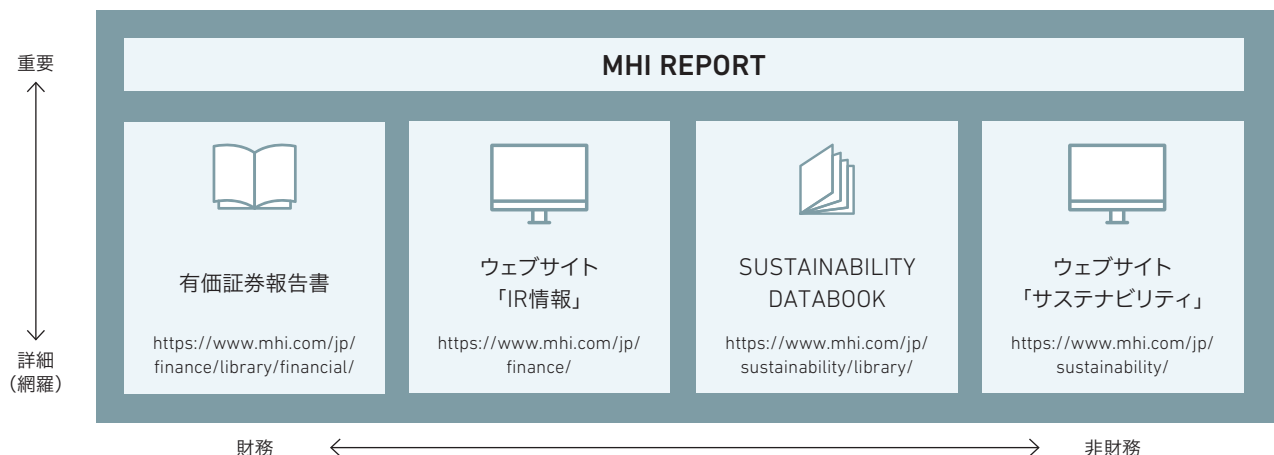 重要
詳細
（網羅）
MHI REPORT
有価証券報告書
https://www.mhi.com/jp/
finance/library/financial/
ウェブサイト
「IR情報」
https://www.mhi.com/jp/
finance/
SUSTAINABILITY
DATABOOK
https://www.mhi.com/jp/
sustainability/library/
ウェブサイト
「サステナビリティ」
https://www.mhi.com/jp/
sustainability/
財務
非財務